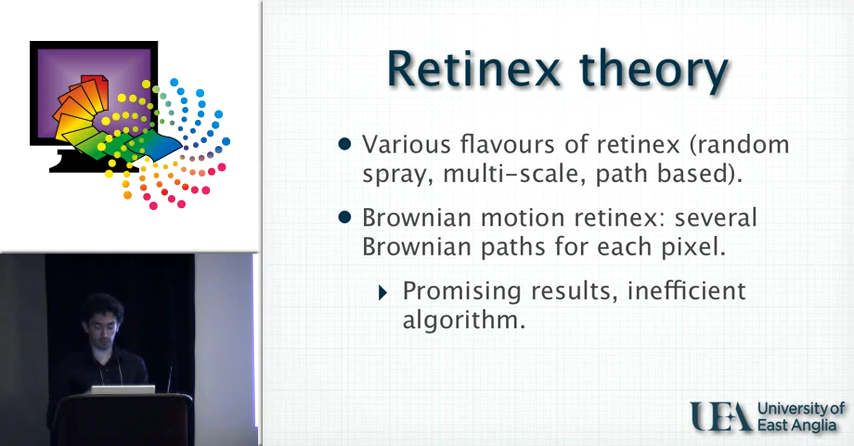 Retinex theory
Various flavours of retinex (random
spray, multi-scale, path based).
Brownian motion retinex: several
Brownian paths for each pixel.
Promising results, inefficient
algorithm.
UEA University of
East Anglia